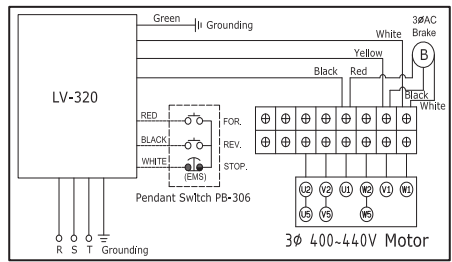 Green
Grounding
3ØAC
Brake
White
B
Yellow
Black
Red
LV-320
Black
White
RED
FOR.
BLACK
REV.
WHITE
STOP.
(EMS)
Pendant Switch PB-306
U2 V2 U1 W2 V1 W1
U5 V5 W5
3Ø 400~440V Motor
R S T Grounding